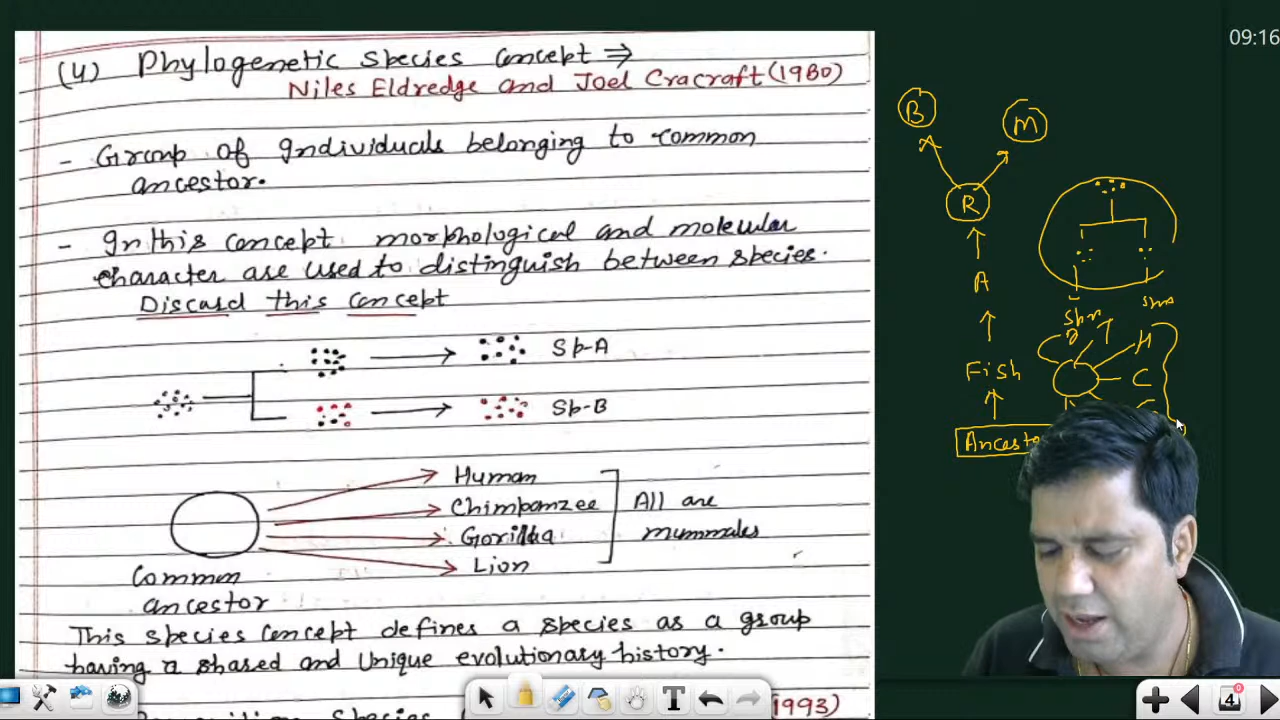 (4) Phylogenetic Species Concept ⇒
Niles Eldredge and Joel Cracraft (1980)
- Group of Individuals belonging to common
ancestor.
- In this concept morphological and molecular
character are used to distinguish between species.
Discard this concept
Sp-A
Sp-B
Human
Chimpanzee
Gorilla
Lion
All are
mummales
Common
ancestor
This species concept defines a species as a group
having a shared and Unique evolutionary history.
Species
1993)
09:16
B
M
R
A
Fish
Ancesto
H
C
T
4